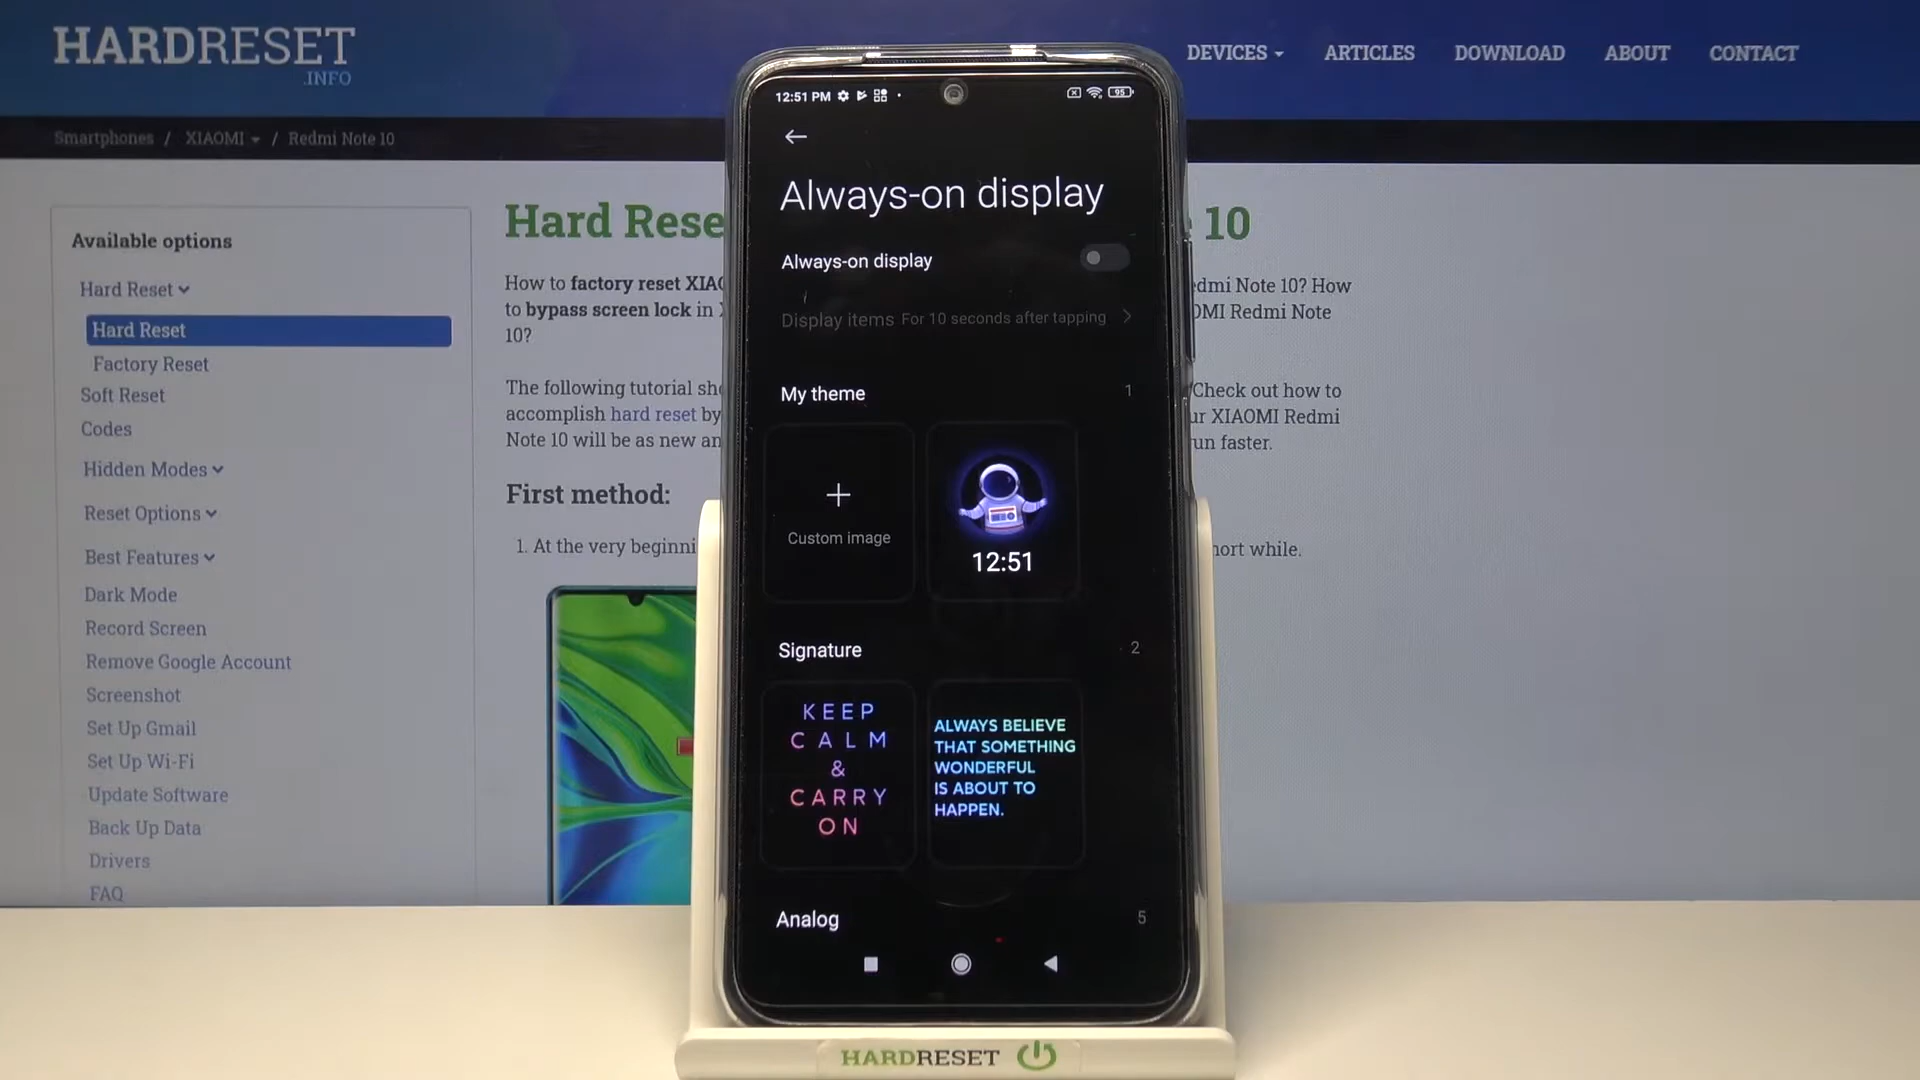 HARDRESET
.INFO
DEVICES
ARTICLES
DOWNLOAD
ABOUT
CONTACT
Smartphones / XIAOMI / Redmi Note 10
Available options
Hard Reset
Hard Reset
Factory Reset
Soft Reset
Codes
Hidden Modes
Reset Options
Best Features
Dark Mode
Record Screen
Remove Google Account
Screenshot
Set Up Gmail
Set Up Wi-Fi
Update Software
Back Up Data
Drivers
FAQ
Hard Rese
10
How to factory reset XIAO
edmi Note 10? How
to bypass screen lock in
OMI Redmi Note
10?
The following tutorial sh
Check out how to
accomplish hard reset by
ur XIAOMI Redmi
Note 10 will be as new an
un faster.
First method:
1. At the very beginni
hort while.
12:51 PM
95
Always-on display
Always-on display
Display items For 10 seconds after tapping
My theme 1
Custom image
12:51
Signature 2
KEEP
CALM
&
CARRY
ON
ALWAYS BELIEVE
THAT SOMETHING
WONDERFUL
IS ABOUT TO
HAPPEN.
Analog 5
HARDRESET